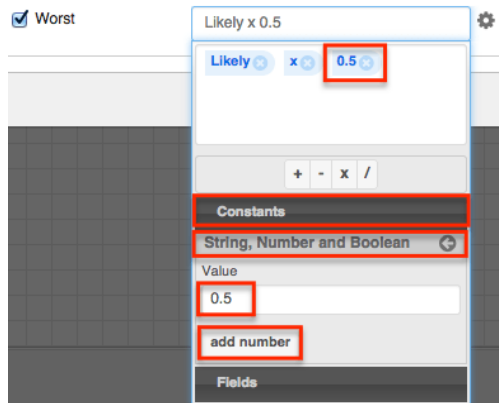 Worst
Likely x 0.5
Likely x 0.5
+ - x /
Constants
String, Number and Boolean
Value
0.5
add number
Fields